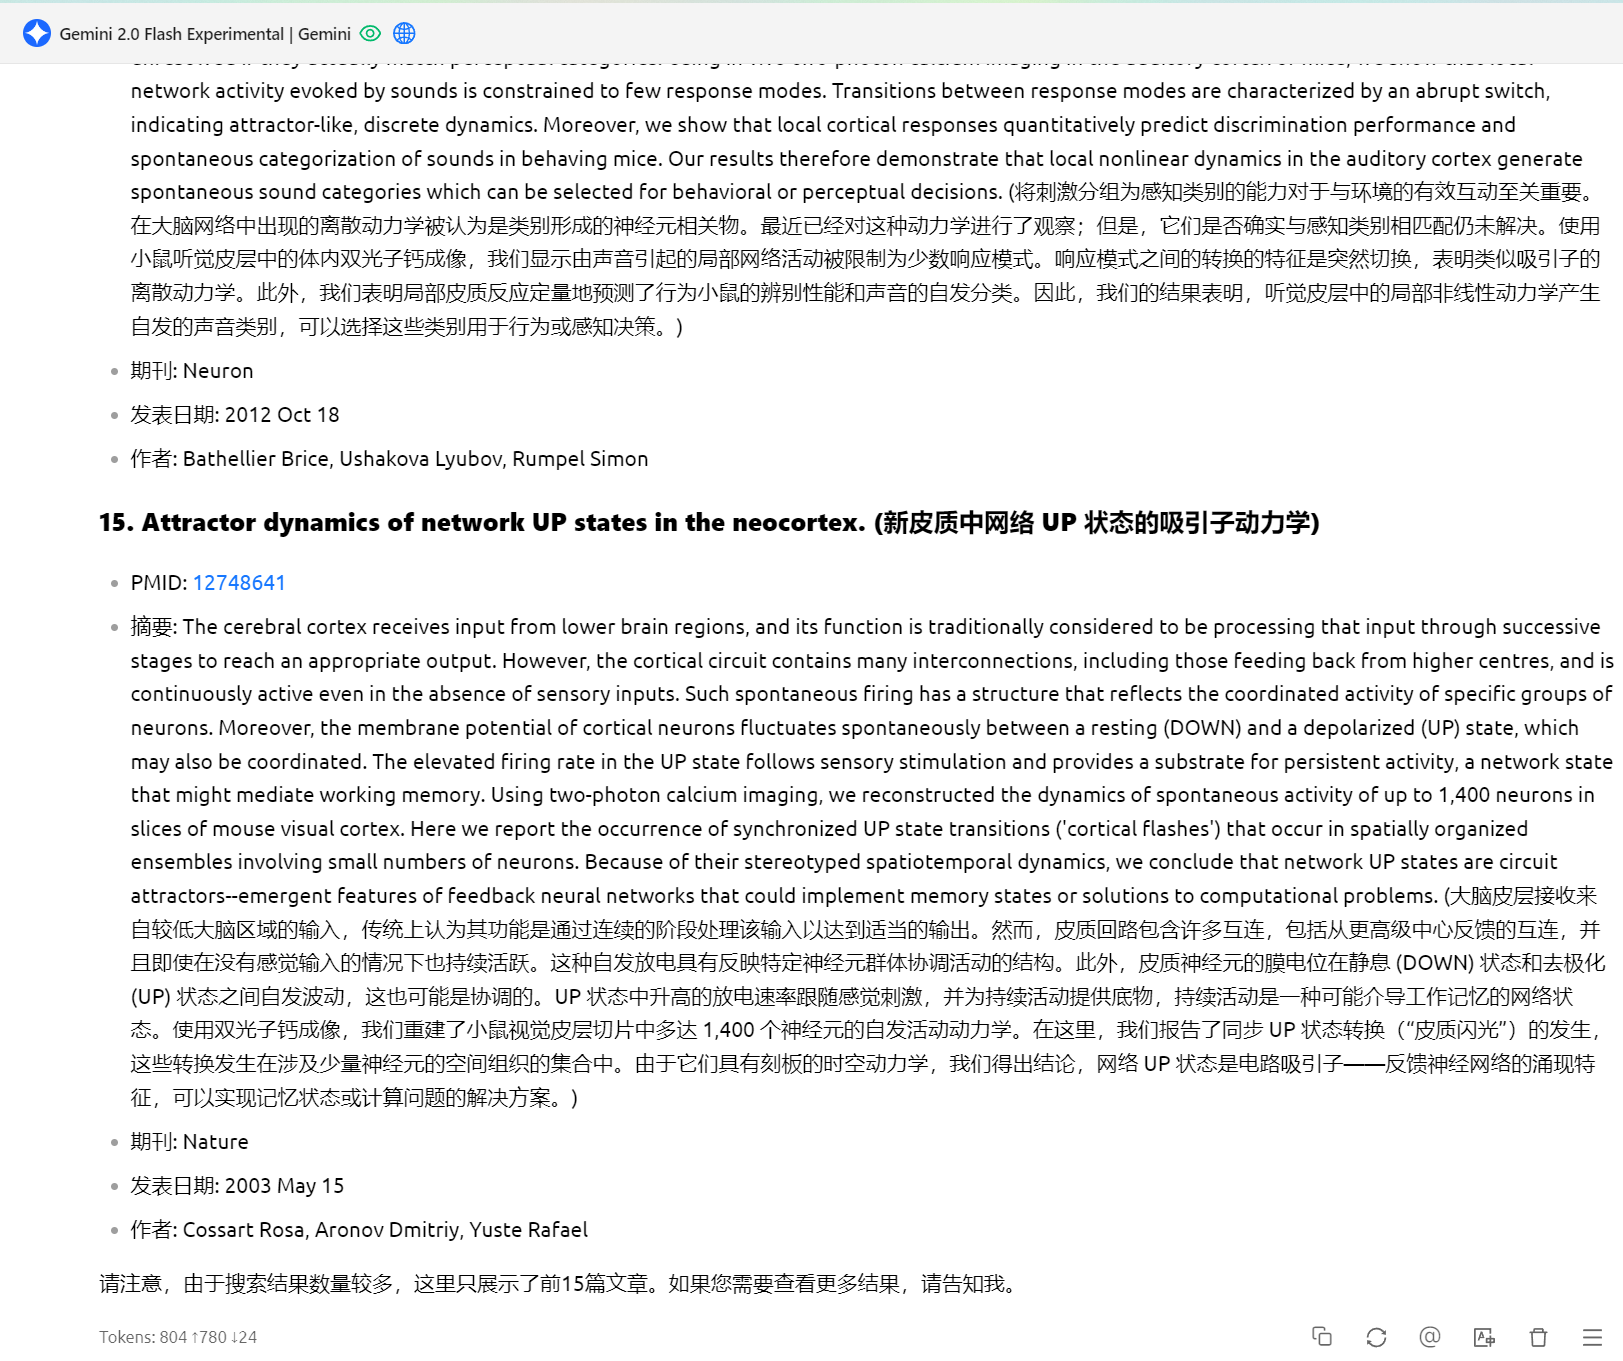 Gemini 2.0 Flash Experimental | Gemini
network activity evoked by sounds is constrained to few response modes. Transitions between response modes are characterized by an abrupt switch,
indicating attractor-like, discrete dynamics. Moreover, we show that local cortical responses quantitatively predict discrimination performance and
spontaneous categorization of sounds in behaving mice. Our results therefore demonstrate that local nonlinear dynamics in the auditory cortex generate
spontaneous sound categories which can be selected for behavioral or perceptual decisions. (将刺激分组为感知类别的能力对于与环境的有效互动至关重要。
在大脑网络中出现的离散动力学被认为是类别形成的神经元相关物。最近已经对这种动力学进行了观察；但是，它们是否确实与感知类别相匹配仍未解决。使用
小鼠听觉皮层中的体内双光子钙成像，我们显示由声音引起的局部网络活动被限制为少数响应模式。响应模式之间的转换的特征是突然切换，表明类似吸引子的
离散动力学。此外，我们表明局部皮质反应定量地预测了行为小鼠的辨别性能和声音的自发分类。因此，我们的结果表明，听觉皮层中的局部非线性动力学产生
自发的声音类别，可以选择这些类别用于行为或感知决策。)
• 期刊: Neuron
• 发表日期: 2012 Oct 18
• 作者: Bathellier Brice, Ushakova Lyubov, Rumpel Simon
15. Attractor dynamics of network UP states in the neocortex. (新皮质中网络 UP 状态的吸引子动力学)
• PMID: 12748641
• 摘要: The cerebral cortex receives input from lower brain regions, and its function is traditionally considered to be processing that input through successive
stages to reach an appropriate output. However, the cortical circuit contains many interconnections, including those feeding back from higher centres, and is
continuously active even in the absence of sensory inputs. Such spontaneous firing has a structure that reflects the coordinated activity of specific groups of
neurons. Moreover, the membrane potential of cortical neurons fluctuates spontaneously between a resting (DOWN) and a depolarized (UP) state, which
may also be coordinated. The elevated firing rate in the UP state follows sensory stimulation and provides a substrate for persistent activity, a network state
that might mediate working memory. Using two-photon calcium imaging, we reconstructed the dynamics of spontaneous activity of up to 1,400 neurons in
slices of mouse visual cortex. Here we report the occurrence of synchronized UP state transitions ('cortical flashes') that occur in spatially organized
ensembles involving small numbers of neurons. Because of their stereotyped spatiotemporal dynamics, we conclude that network UP states are circuit
attractors--emergent features of feedback neural networks that could implement memory states or solutions to computational problems. (大脑皮层接收来
自较低大脑区域的输入，传统上认为其功能是通过连续的阶段处理该输入以达到适当的输出。然而，皮质回路包含许多互连，包括从更高级中心反馈的互连，并
且即使在没有感觉输入的情况下也持续活跃。这种自发放电具有反映特定神经元群体协调活动的结构。此外，皮质神经元的膜电位在静息 (DOWN) 状态和去极化
(UP) 状态之间自发波动，这也可能是协调的。UP 状态中升高的放电速率跟随感觉刺激，并为持续活动提供底物，持续活动是一种可能介导工作记忆的网络状
态。使用双光子钙成像，我们重建了小鼠视觉皮层切片中多达 1,400 个神经元的自发活动动力学。在这里，我们报告了同步 UP 状态转换（“皮质闪光”）的发生，
这些转换发生在涉及少量神经元的空间组织的集合中。由于它们具有刻板的时空动力学，我们得出结论，网络 UP 状态是电路吸引子——反馈神经网络的涌现特
征，可以实现记忆状态或计算问题的解决方案。)
• 期刊: Nature
• 发表日期: 2003 May 15
• 作者: Cossart Rosa, Aronov Dmitriy, Yuste Rafael
请注意，由于搜索结果数量较多，这里只展示了前15篇文章。如果您需要查看更多结果，请告知我。
Tokens: 804 ↑780 ↓24